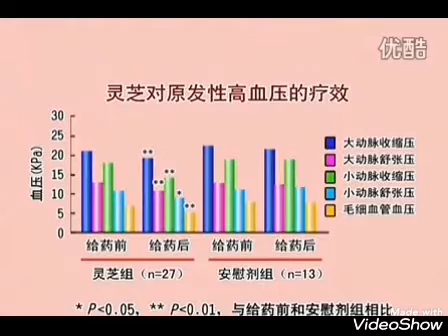 优酷
灵芝对原发性高血压的疗效
血压(KPa)
30
25
20
15
10
5
0
** ** ** * **
大动脉收缩压
大动脉舒张压
小动脉收缩压
小动脉舒张压
毛细血管血压
给药前 给药后 给药前 给药后
灵芝组(n=27) 安慰剂组(n=13)
* P<0.05, ** P<0.01, 与给药前和安慰剂组相比
Made with
VideoShow